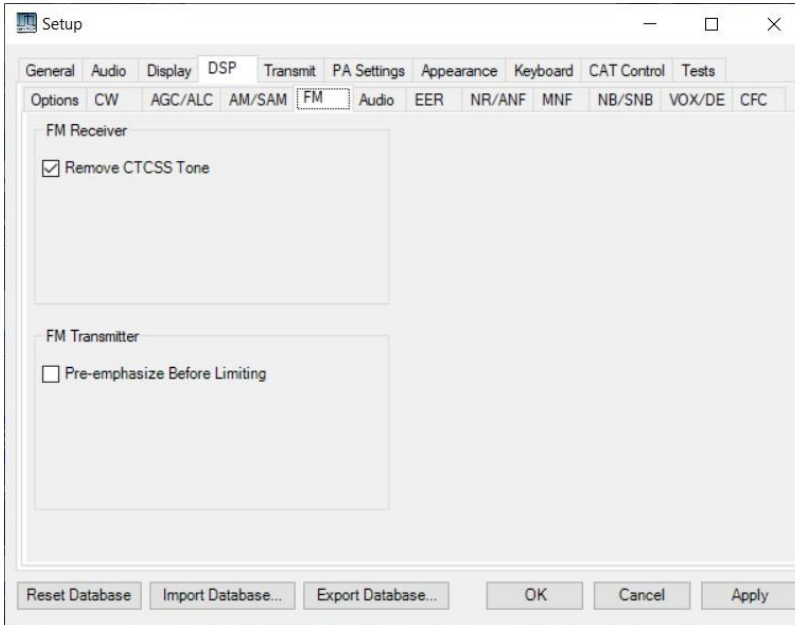 Setup
General Audio Display DSP Transmit PA Settings Appearance Keyboard CAT Control Tests
Options CW AGC/ALC AM/SAM FM Audio EER NR/ANF MNF NB/SNB VOX/DE CFC
FM Receiver
Remove CTCSS Tone
FM Transmitter
Pre-emphasize Before Limiting
Reset Database Import Database... Export Database... OK Cancel Apply